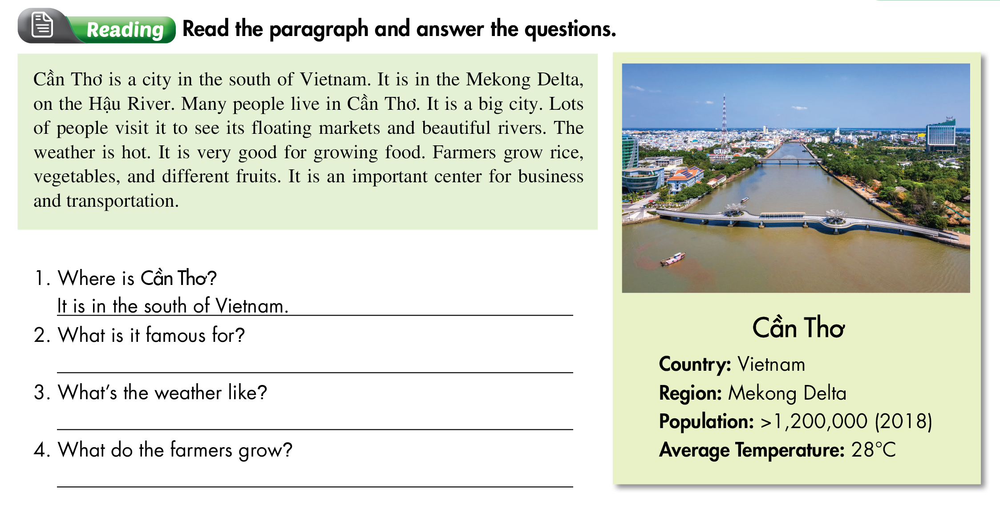 Reading Read the paragraph and answer the questions.
Cần Thơ is a city in the south of Vietnam. It is in the Mekong Delta,
on the Hậu River. Many people live in Cần Thơ. It is a big city. Lots
of people visit it to see its floating markets and beautiful rivers. The
weather is hot. It is very good for growing food. Farmers grow rice,
vegetables, and different fruits. It is an important center for business
and transportation.
1. Where is Cần Thơ?
It is in the south of Vietnam.
2. What is it famous for?
3. What's the weather like?
4. What do the farmers grow?
Cần Thơ
Country: Vietnam
Region: Mekong Delta
Population: >1,200,000 (2018)
Average Temperature: 28°C